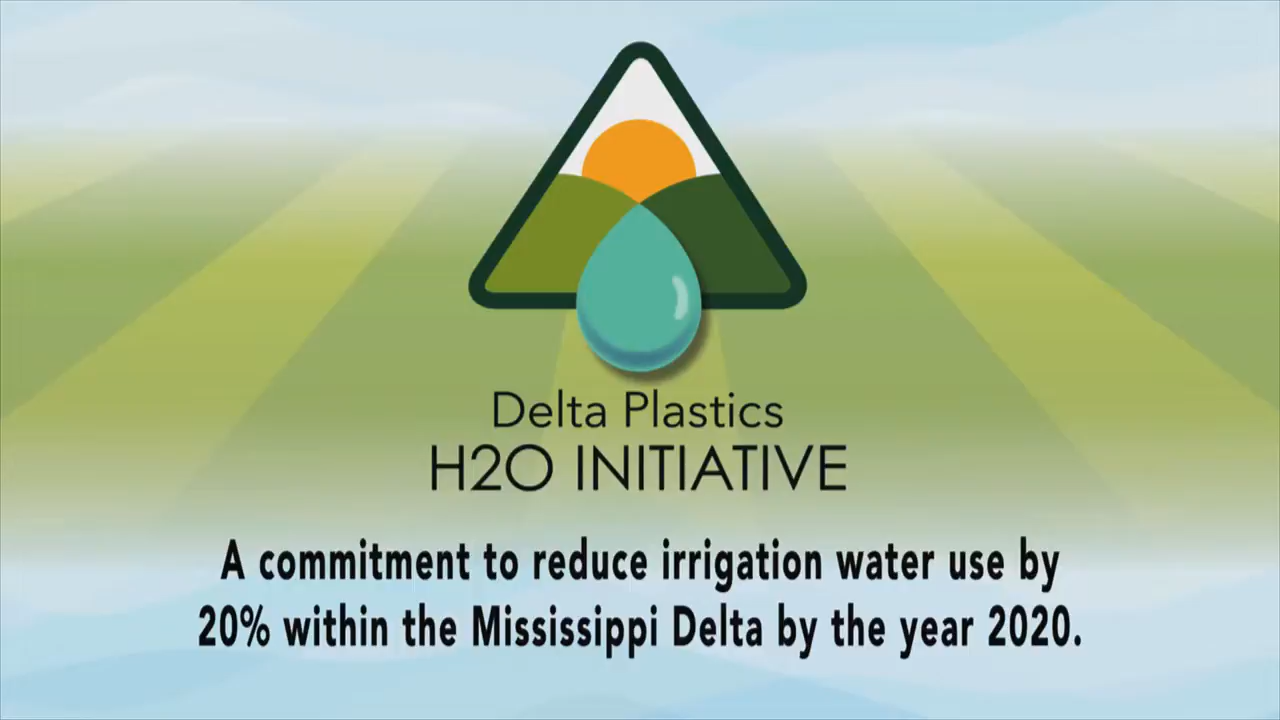 Delta Plastics
H2O INITIATIVE
A commitment to reduce irrigation water use by
20% within the Mississippi Delta by the year 2020.